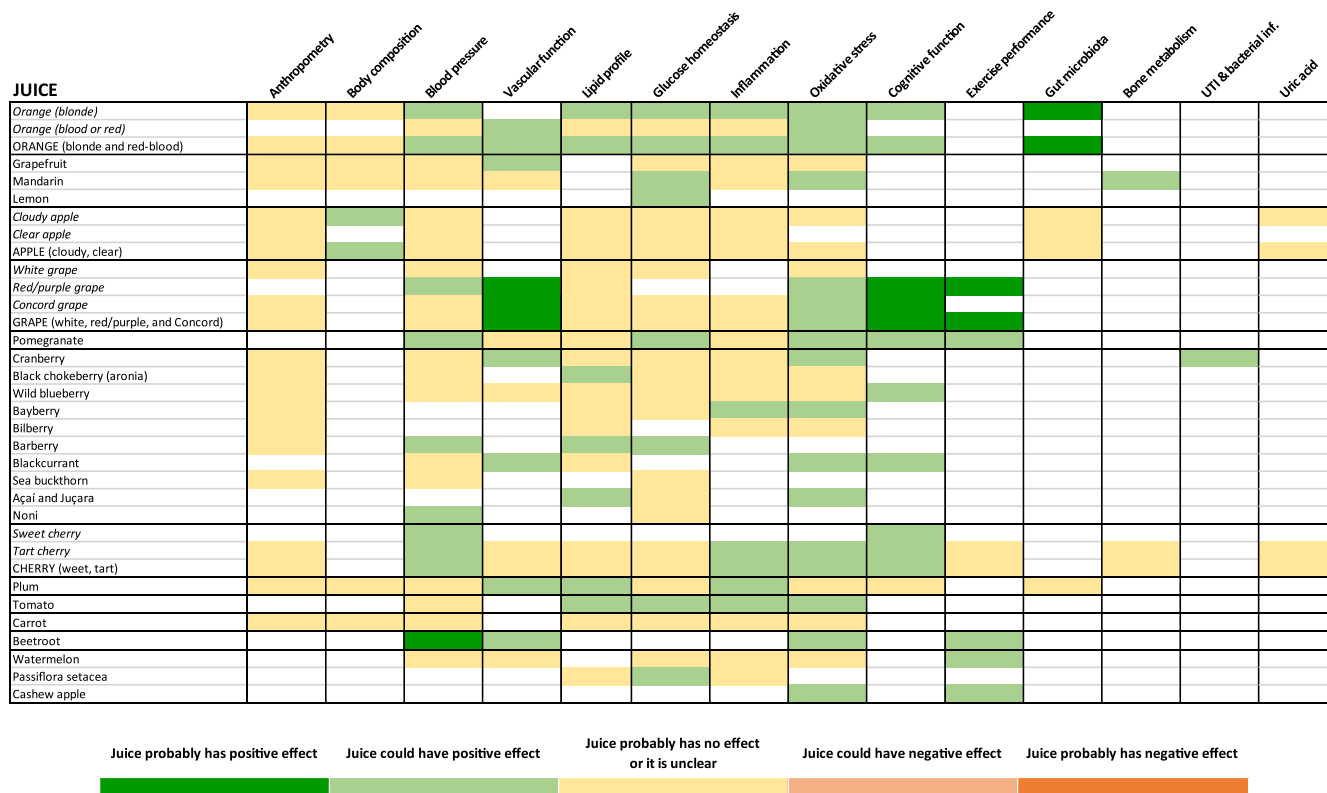 Anthropometry
Body composition
Blood pressure
Vascular function
Lipid profile
Glucose homeostasis
Inflammation
Oxidative stress
Cognitive function
Exercise performance
Gut microbiota
Bone metabolism
UTI & bacterial inf.
Uric acid
JUICE
Orange (blonde)
Orange (blood or red)
ORANGE (blonde and red-blood)
Grapefruit
Mandarin
Lemon
Cloudy apple
Clear apple
APPLE (cloudy, clear)
White grape
Red/purple grape
Concord grape
GRAPE (white, red/purple, and Concord)
Pomegranate
Cranberry
Black chokeberry (aronia)
Wild blueberry
Bayberry
Bilberry
Barberry
Blackcurrant
Sea buckthorn
Açaí and Juçara
Noni
Sweet cherry
Tart cherry
CHERRY (weet, tart)
Plum
Tomato
Carrot
Beetroot
Watermelon
Passiflora setacea
Cashew apple
Juice probably has positive effect
Juice could have positive effect
Juice probably has no effect
or it is unclear
Juice could have negative effect
Juice probably has negative effect